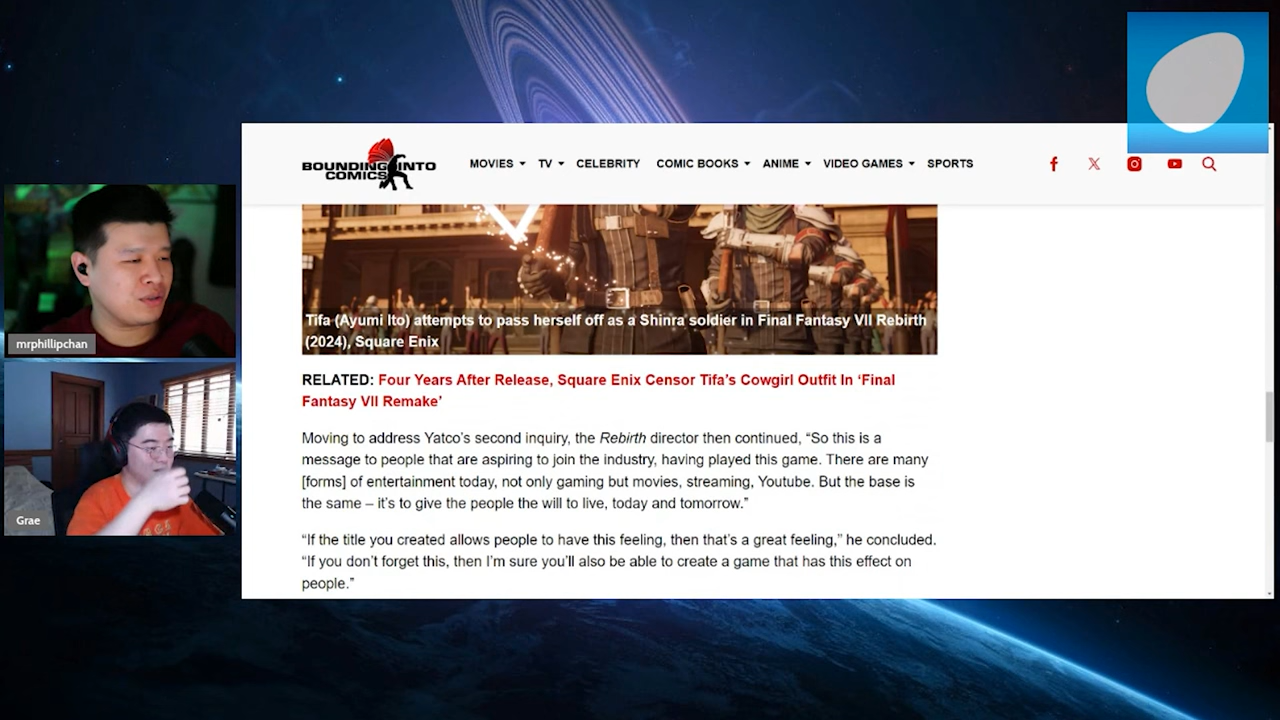 BOUNDING INTO
COMICS
MOVIES TV CELEBRITY COMIC BOOKS ANIME VIDEO GAMES SPORTS
mrphillipchan
Grae
Tifa (Ayumi Ito) attempts to pass herself off as a Shinra soldier in Final Fantasy VII Rebirth
(2024), Square Enix
RELATED: Four Years After Release, Square Enix Censor Tifa’s Cowgirl Outfit In ‘Final
Fantasy VII Remake’
Moving to address Yatco’s second inquiry, the Rebirth director then continued, “So this is a
message to people that are aspiring to join the industry, having played this game. There are many
[forms] of entertainment today, not only gaming but movies, streaming, Youtube. But the base is
the same – it’s to give the people the will to live, today and tomorrow.”
“If the title you created allows people to have this feeling, then that’s a great feeling,” he concluded.
“If you don’t forget this, then I’m sure you’ll also be able to create a game that has this effect on
people.”